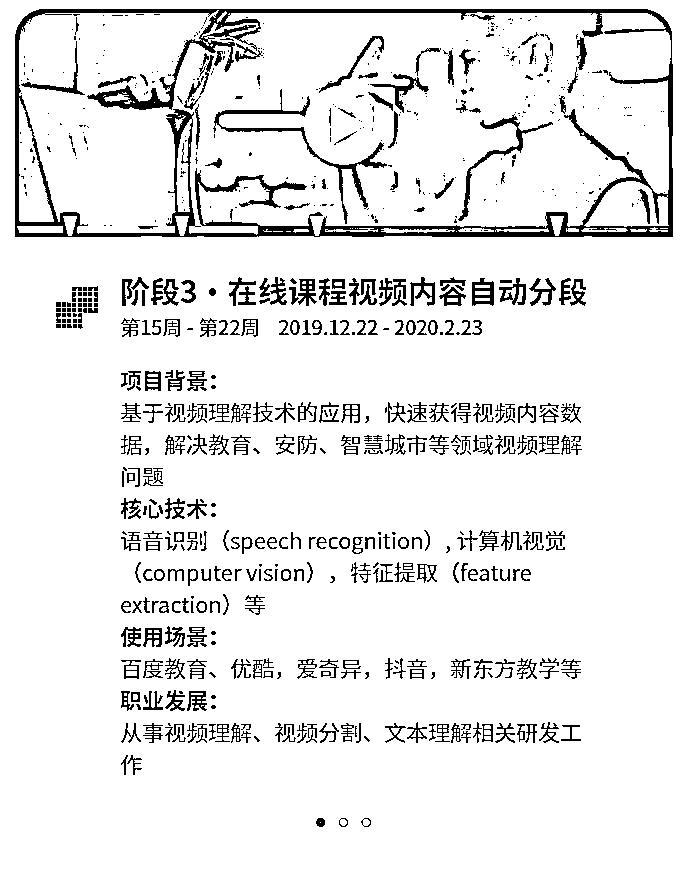 阶段3·在线课程视频内容自动分段
第15周 - 第22周 2019.12.22 - 2020.2.23
项目背景：
基于视频理解技术的应用，快速获得视频内容数
据，解决教育、安防、智慧城市等领域视频理解
问题
核心技术：
语音识别（speech recognition）, 计算机视觉
（computer vision），特征提取（feature
extraction）等
使用场景：
百度教育、优酷，爱奇异，抖音，新东方教学等
职业发展：
从事视频理解、视频分割、文本理解相关研发工
作